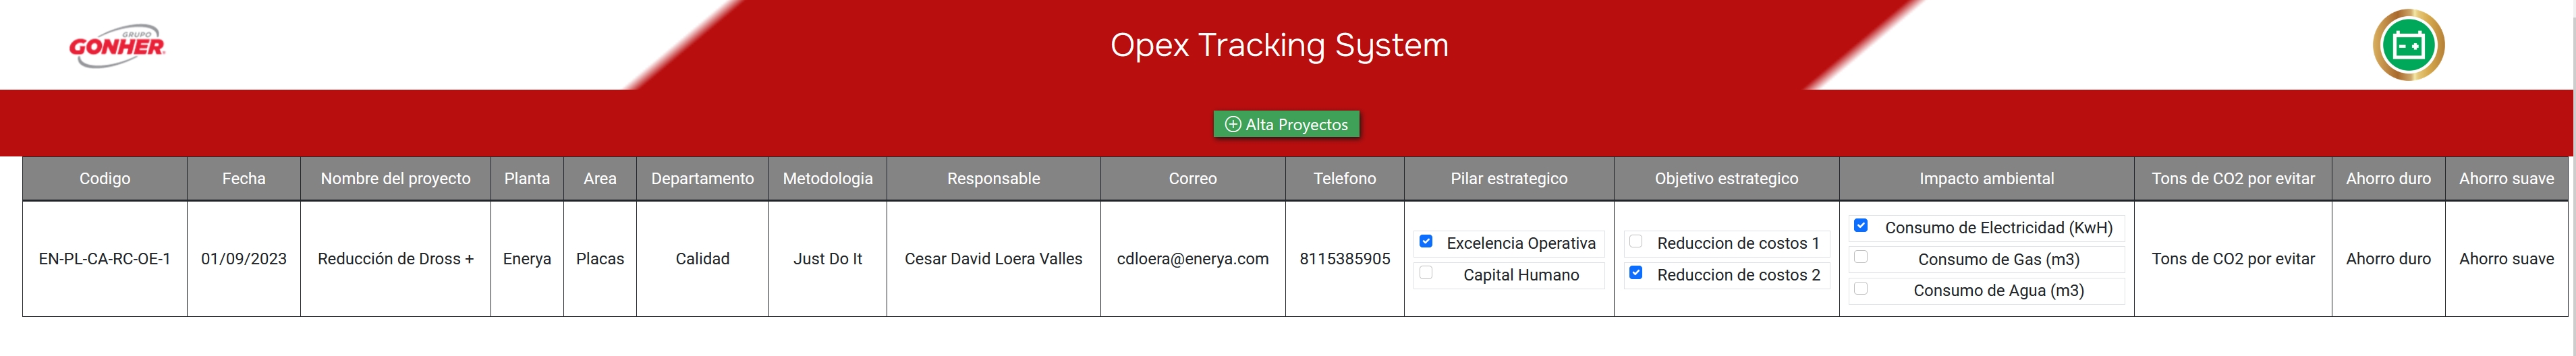 GRUPO
GONHER
Opex Tracking System
Alta Proyectos
Codigo Fecha Nombre del proyecto Planta Area Departamento Metodologia Responsable Correo Telefono Pilar estrategico Objetivo estrategico Impacto ambiental Tons de CO2 por evitar Ahorro duro Ahorro suave
EN-PL-CA-RC-OE-1 01/09/2023 Reducción de Dross + Enerya Placas Calidad Just Do It Cesar David Loera Valles cdloera@enerya.com 8115385905
Excelencia Operativa
Capital Humano
Reduccion de costos 1
Reduccion de costos 2
Consumo de Electricidad (KwH)
Consumo de Gas (m3)
Consumo de Agua (m3)
Tons de CO2 por evitar Ahorro duro Ahorro suave